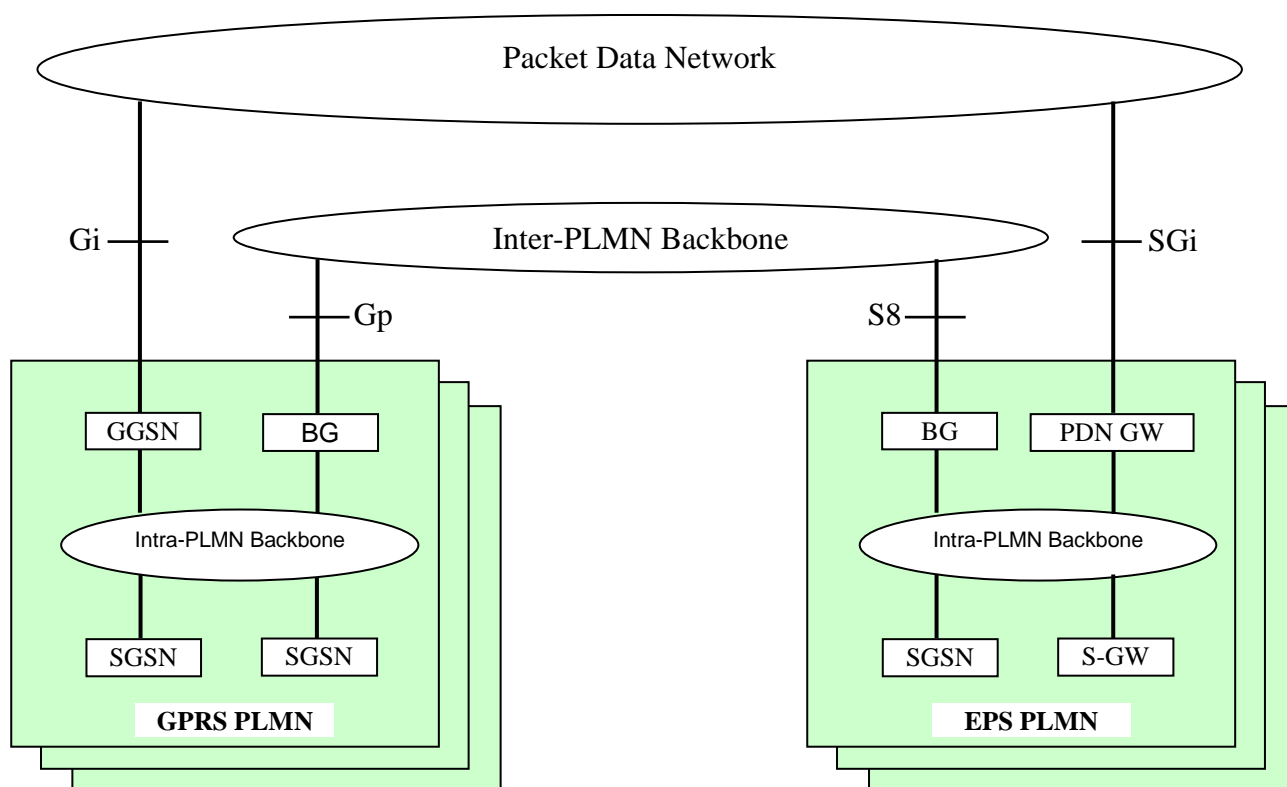 Packet Data Network
Inter-PLMN Backbone
Gi
SGi
Gp
S8
GGSN
BG
BG
PDN GW
Intra-PLMN Backbone
Intra-PLMN Backbone
SGSN
SGSN
SGSN
S-GW
GPRS PLMN
EPS PLMN